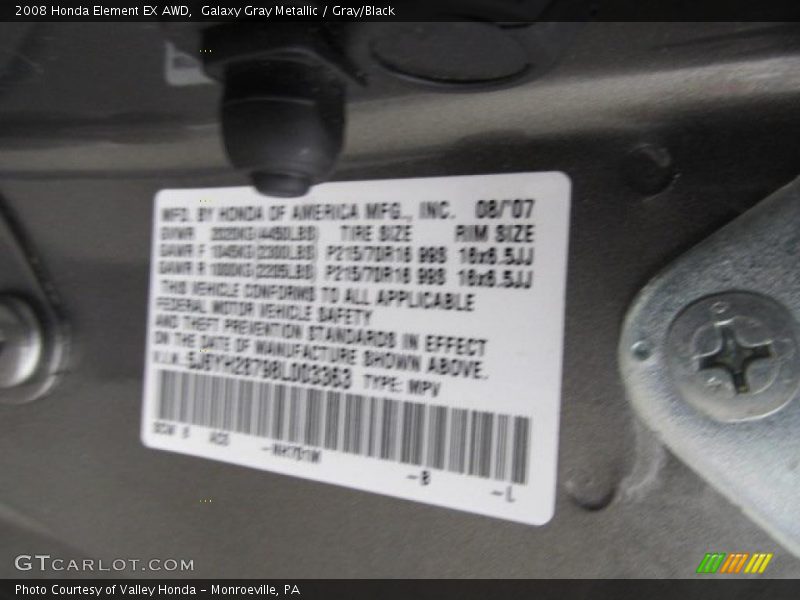 2008 Honda Element EX AWD,  Galaxy Gray Metallic / Gray/Black
MFD. BY HONDA OF AMERICA MFG., INC. 08/'07
GVWR 2020KG(4450LBS) TIRE SIZE RIM SIZE
GAWR F 1045KG(2300LBS) P215/70R16 99S 16x6.5JJ
GAWR R 1000KG(2205LBS) P215/70R16 99S 16x6.5JJ
THIS VEHICLE CONFORMS TO ALL APPLICABLE
FEDERAL MOTOR VEHICLE SAFETY
AND THEFT PREVENTION STANDARDS IN EFFECT
ON THE DATE OF MANUFACTURE SHOWN ABOVE.
V.I.N. 5J6YH28798L003363 TYPE: MPV
-B
-L
GTCARLOT.COM
Photo Courtesy of Valley Honda - Monroeville, PA